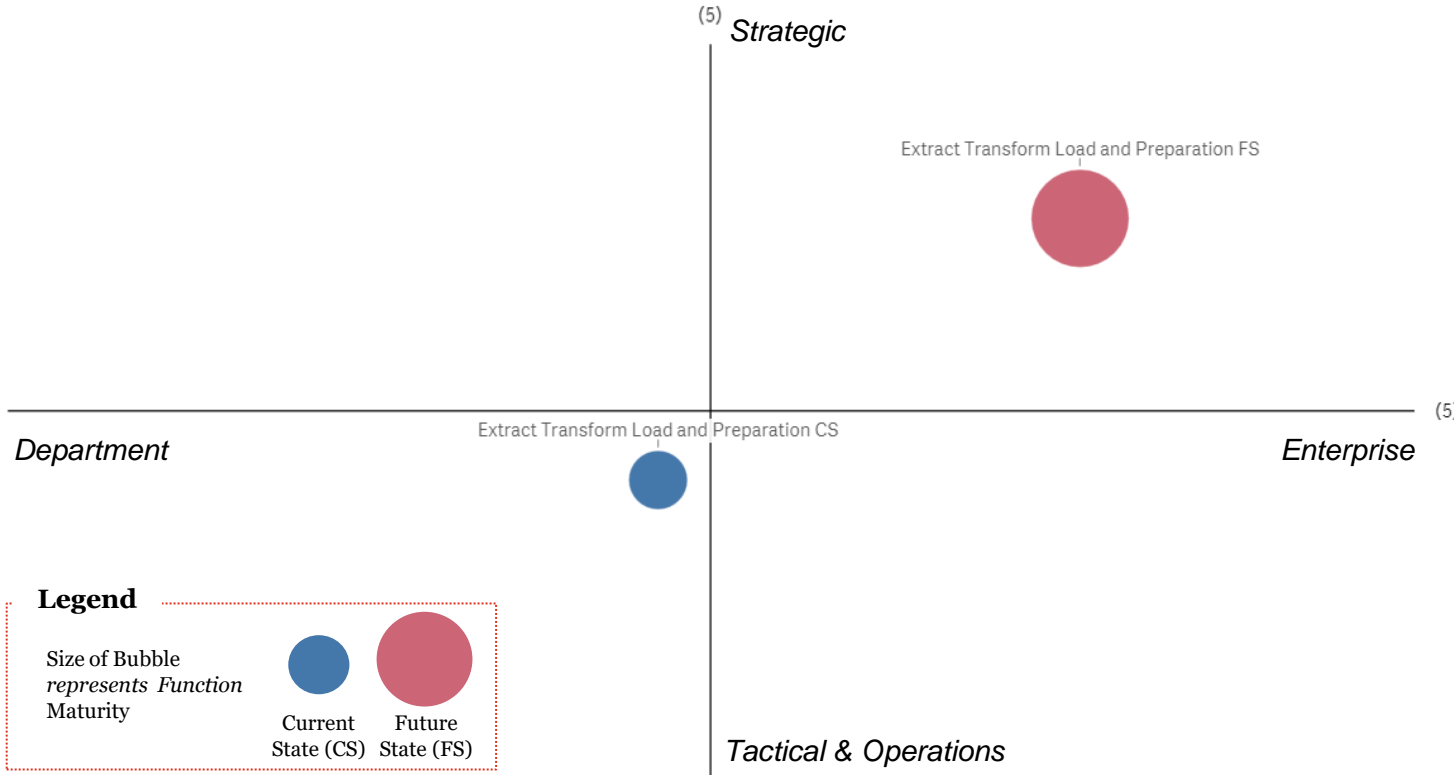 (5)
Strategic
Extract Transform Load and Preparation FS
(5)
Extract Transform Load and Preparation CS
Department
Enterprise
Legend
Size of Bubble
represents Function
Maturity
Current
State (CS)
Future
State (FS)
Tactical & Operations